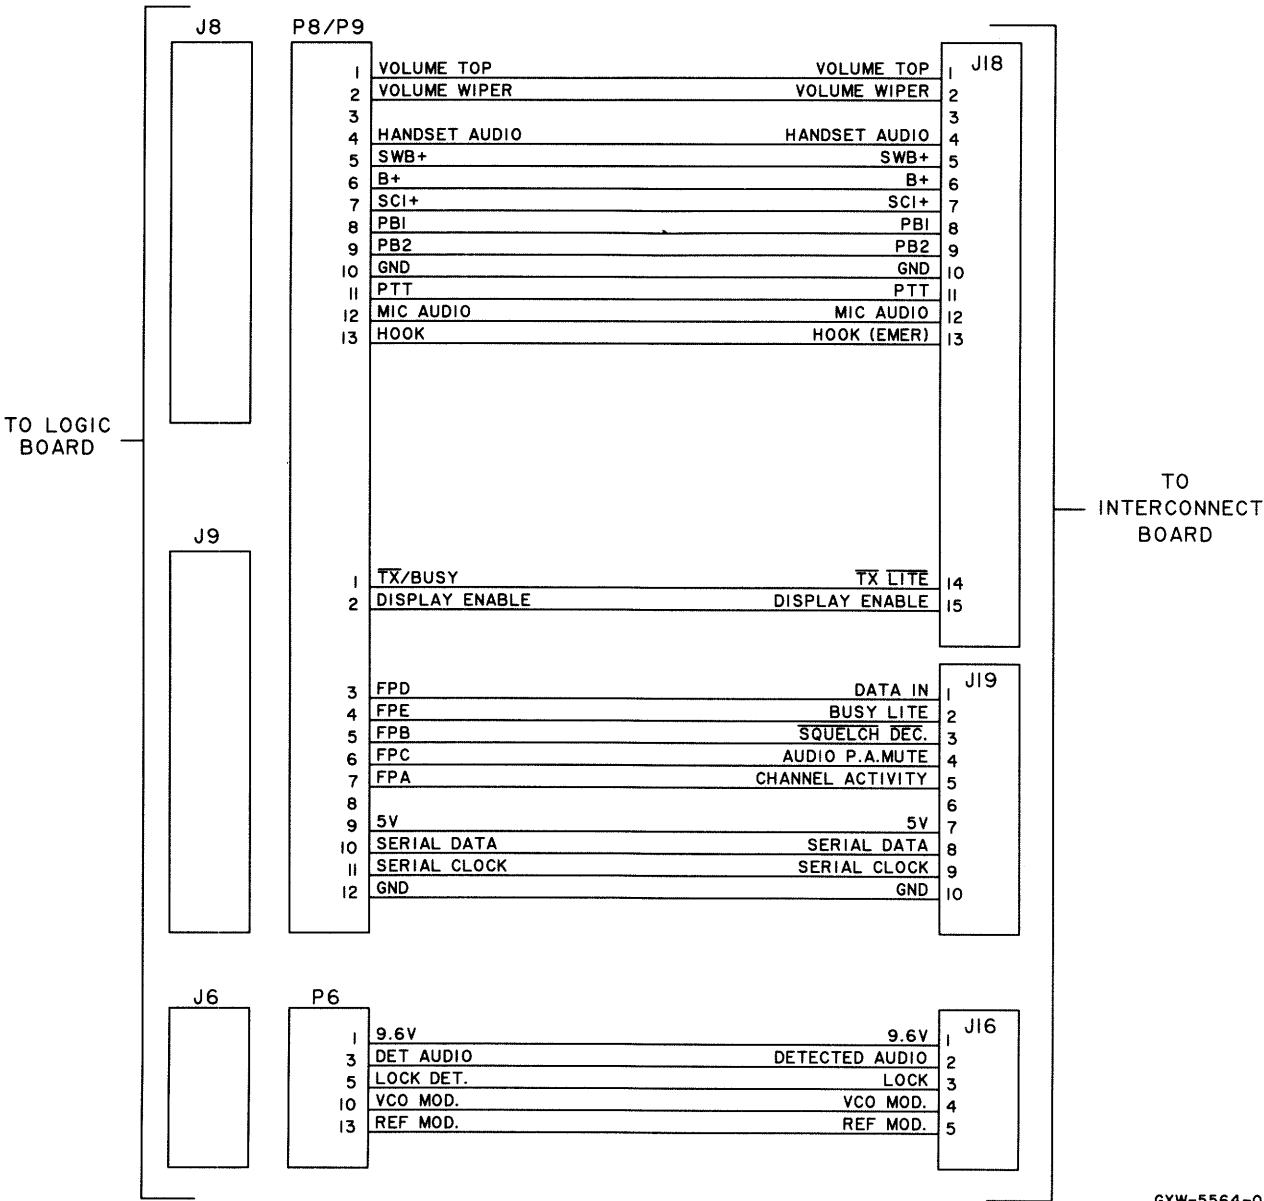 J8 P8/P9 J18
1 VOLUME TOP VOLUME TOP 1
2 VOLUME WIPER VOLUME WIPER 2
3 3
4 HANDSET AUDIO HANDSET AUDIO 4
5 SWB+ SWB+ 5
6 B+ B+ 6
7 SCI+ SCI+ 7
8 PB1 PB1 8
9 PB2 PB2 9
10 GND GND 10
11 PTT PTT 11
12 MIC AUDIO MIC AUDIO 12
13 HOOK HOOK (EMER) 13
TO LOGIC
BOARD
TO
INTERCONNECT
BOARD
J9
1 T̅X̅/BUSY T̅X̅ L̅I̅T̅E̅ 14
2 DISPLAY ENABLE DISPLAY ENABLE 15
J19
3 FPD DATA IN 1
4 FPE BUSY LITE 2
5 FPB S̅Q̅U̅E̅L̅C̅H̅ D̅E̅C̅.̅ 3
6 FPC AUDIO P.A.MUTE 4
7 FPA CHANNEL ACTIVITY 5
8 6
9 5V 5V 7
10 SERIAL DATA SERIAL DATA 8
11 SERIAL CLOCK SERIAL CLOCK 9
12 GND GND 10
J6 P6 J16
1 9.6V 9.6V 1
3 DET AUDIO DETECTED AUDIO 2
5 LOCK DET. LOCK 3
10 VCO MOD. VCO MOD. 4
13 REF MOD. REF MOD. 5
GXW-5564-0